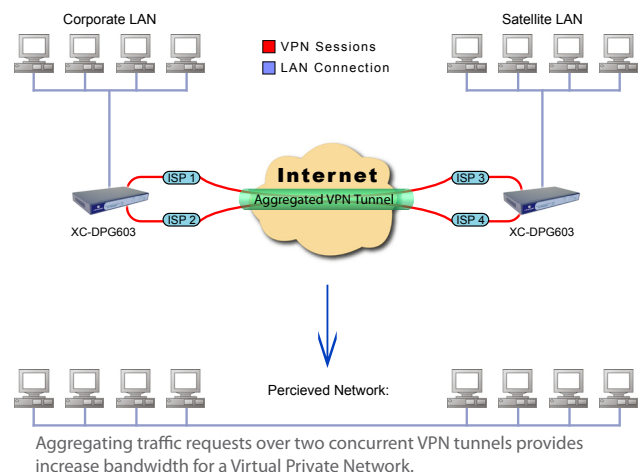 Corporate LAN
Satellite LAN
VPN Sessions
LAN Connection
Internet
Aggregated VPN Tunnel
ISP 1
ISP 2
ISP 3
ISP 4
XC-DPG603
XC-DPG603
Percieved Network:
Aggregating traffic requests over two concurrent VPN tunnels provides
increase bandwidth for a Virtual Private Network.